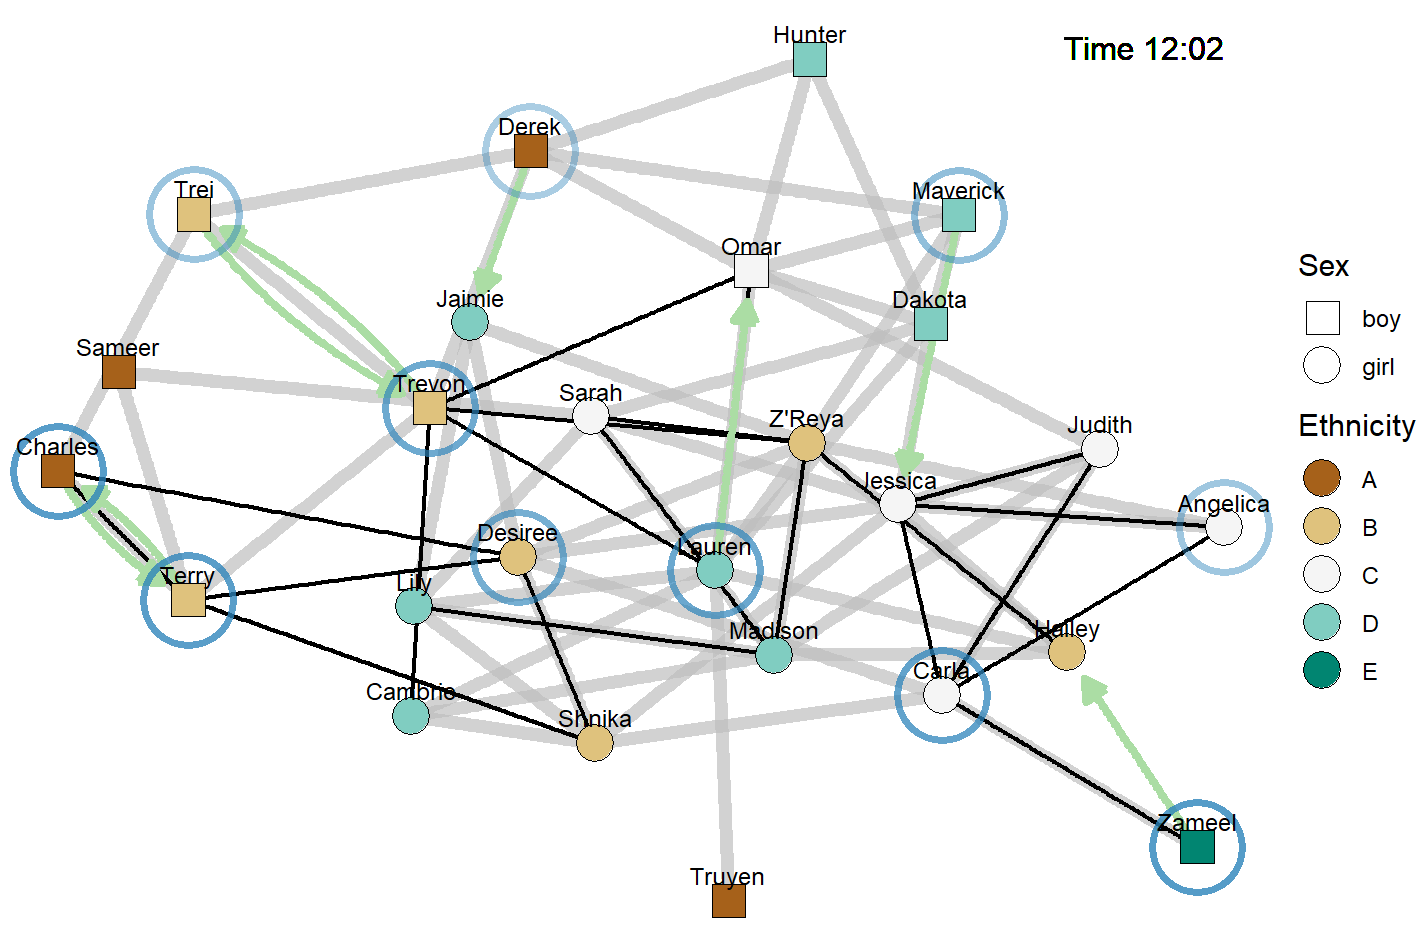 Hunter
Time 12:02
Derek
Trei
Maverick
Omar
Sex
Jaimie
Dakota
boy
Sameer
girl
Trevon
Sarah
Z'Reya
Judith
Ethnicity
Charles
Jessica
A
Angelica
B
Desiree
Lauren
Terry
Lily
C
Madison
Hailey
D
Carla
E
Cambrie
Shnika
Zameel
Truyen